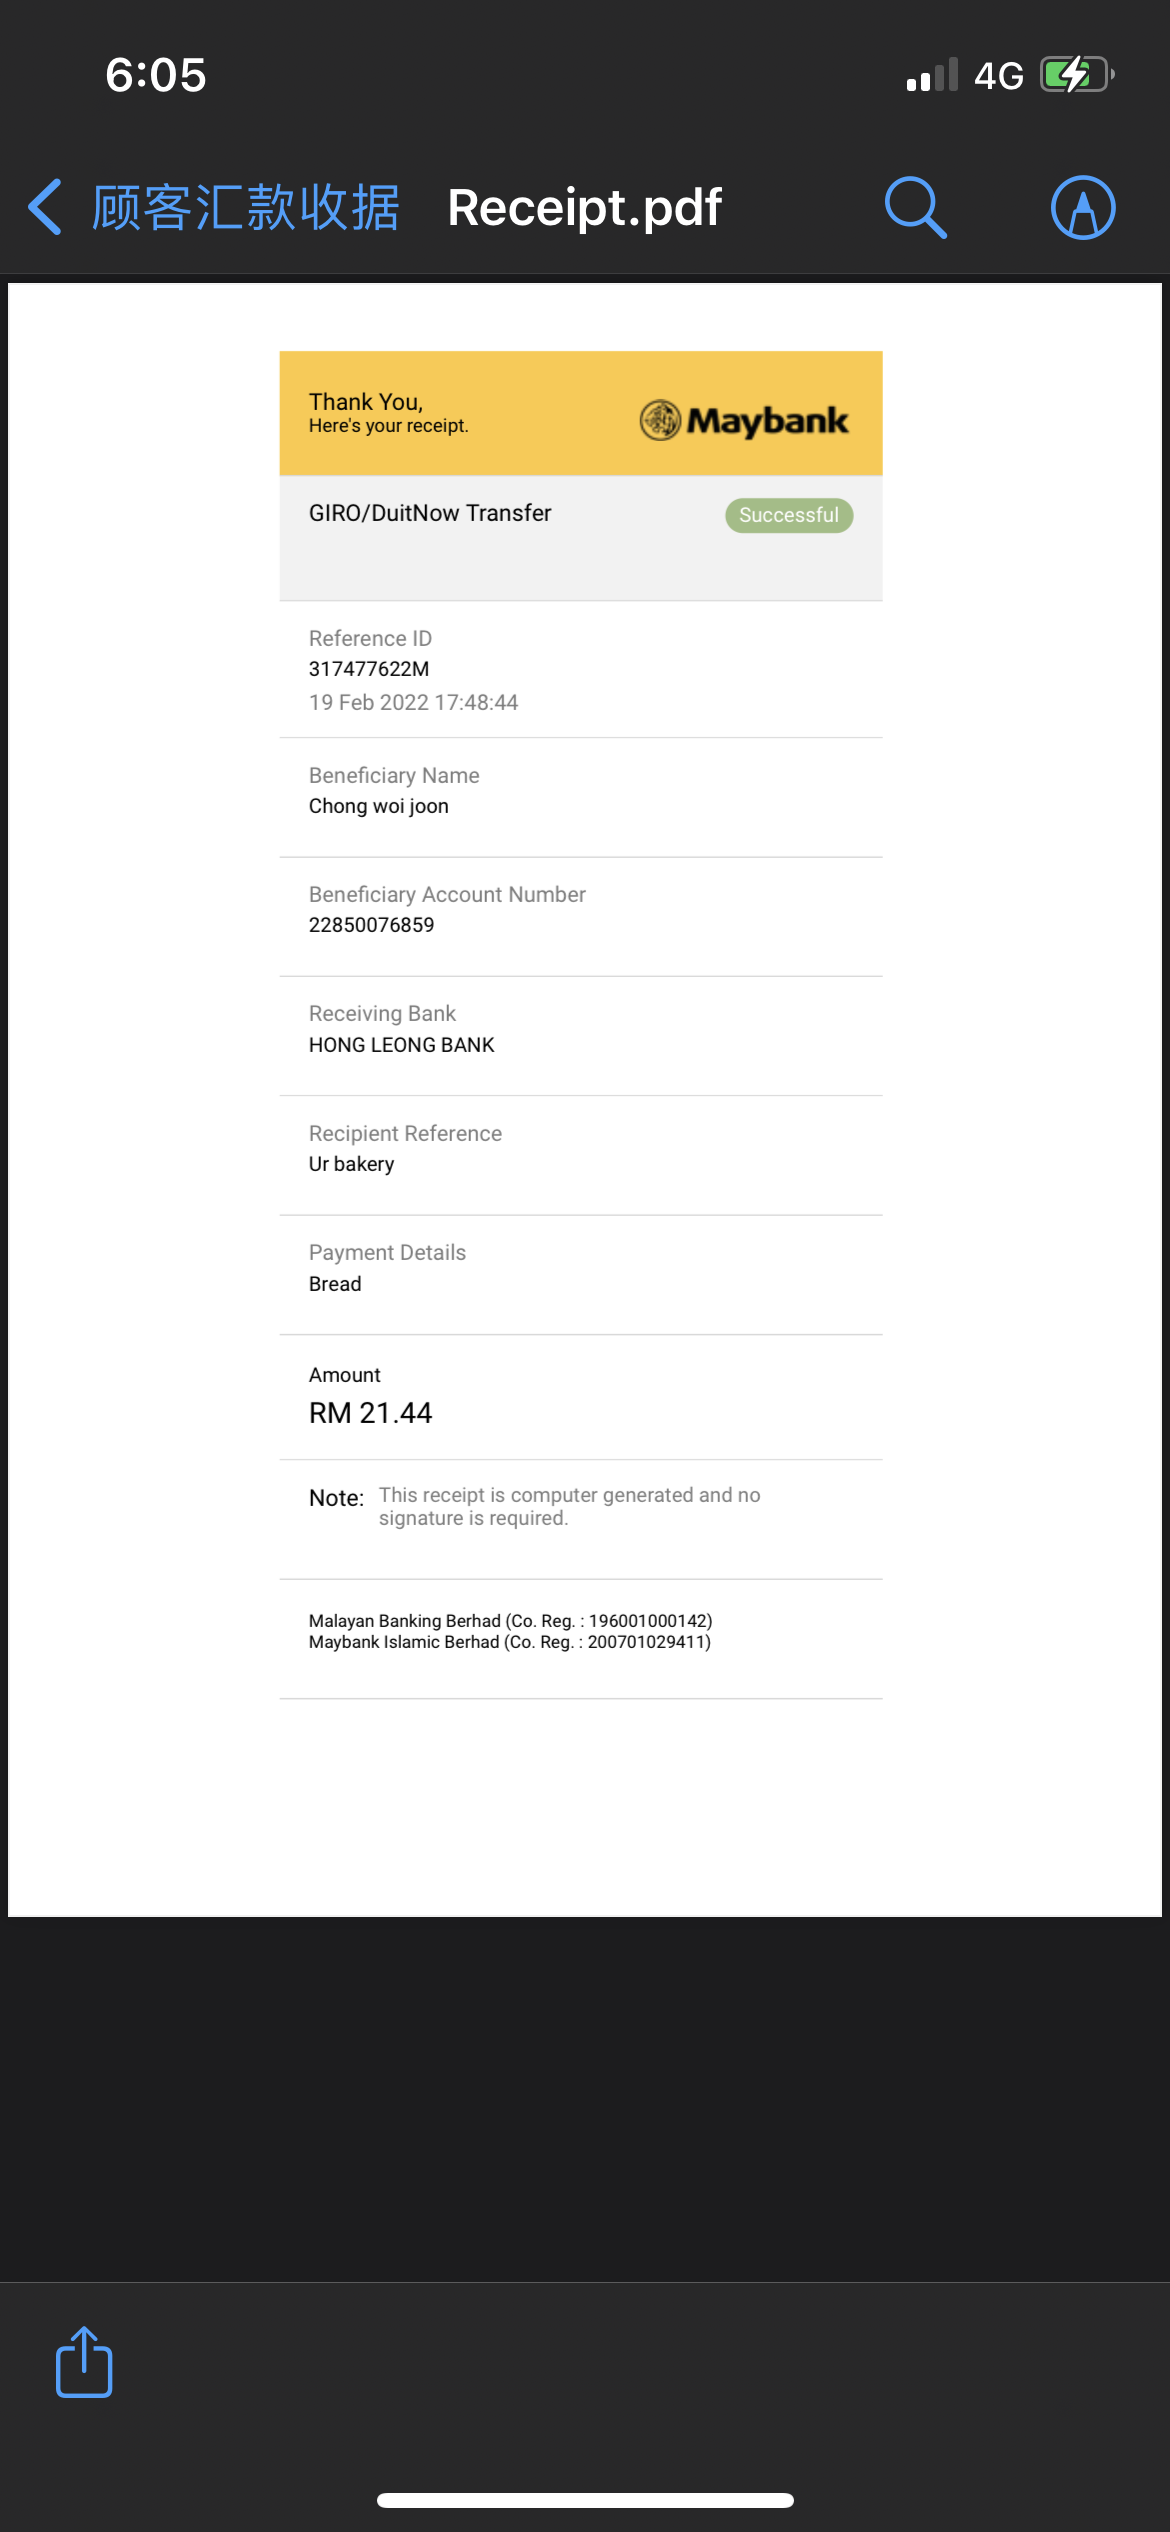 6:05
4G
顾客汇款收据
Receipt.pdf
Thank You,
Here's your receipt.
Maybank
GIRO/DuitNow Transfer
Successful
Reference ID
317477622M
19 Feb 2022 17:48:44
Beneficiary Name
Chong woi joon
Beneficiary Account Number
22850076859
Receiving Bank
HONG LEONG BANK
Recipient Reference
Ur bakery
Payment Details
Bread
Amount
RM 21.44
Note: This receipt is computer generated and no
signature is required.
Malayan Banking Berhad (Co. Reg. : 196001000142)
Maybank Islamic Berhad (Co. Reg. : 200701029411)